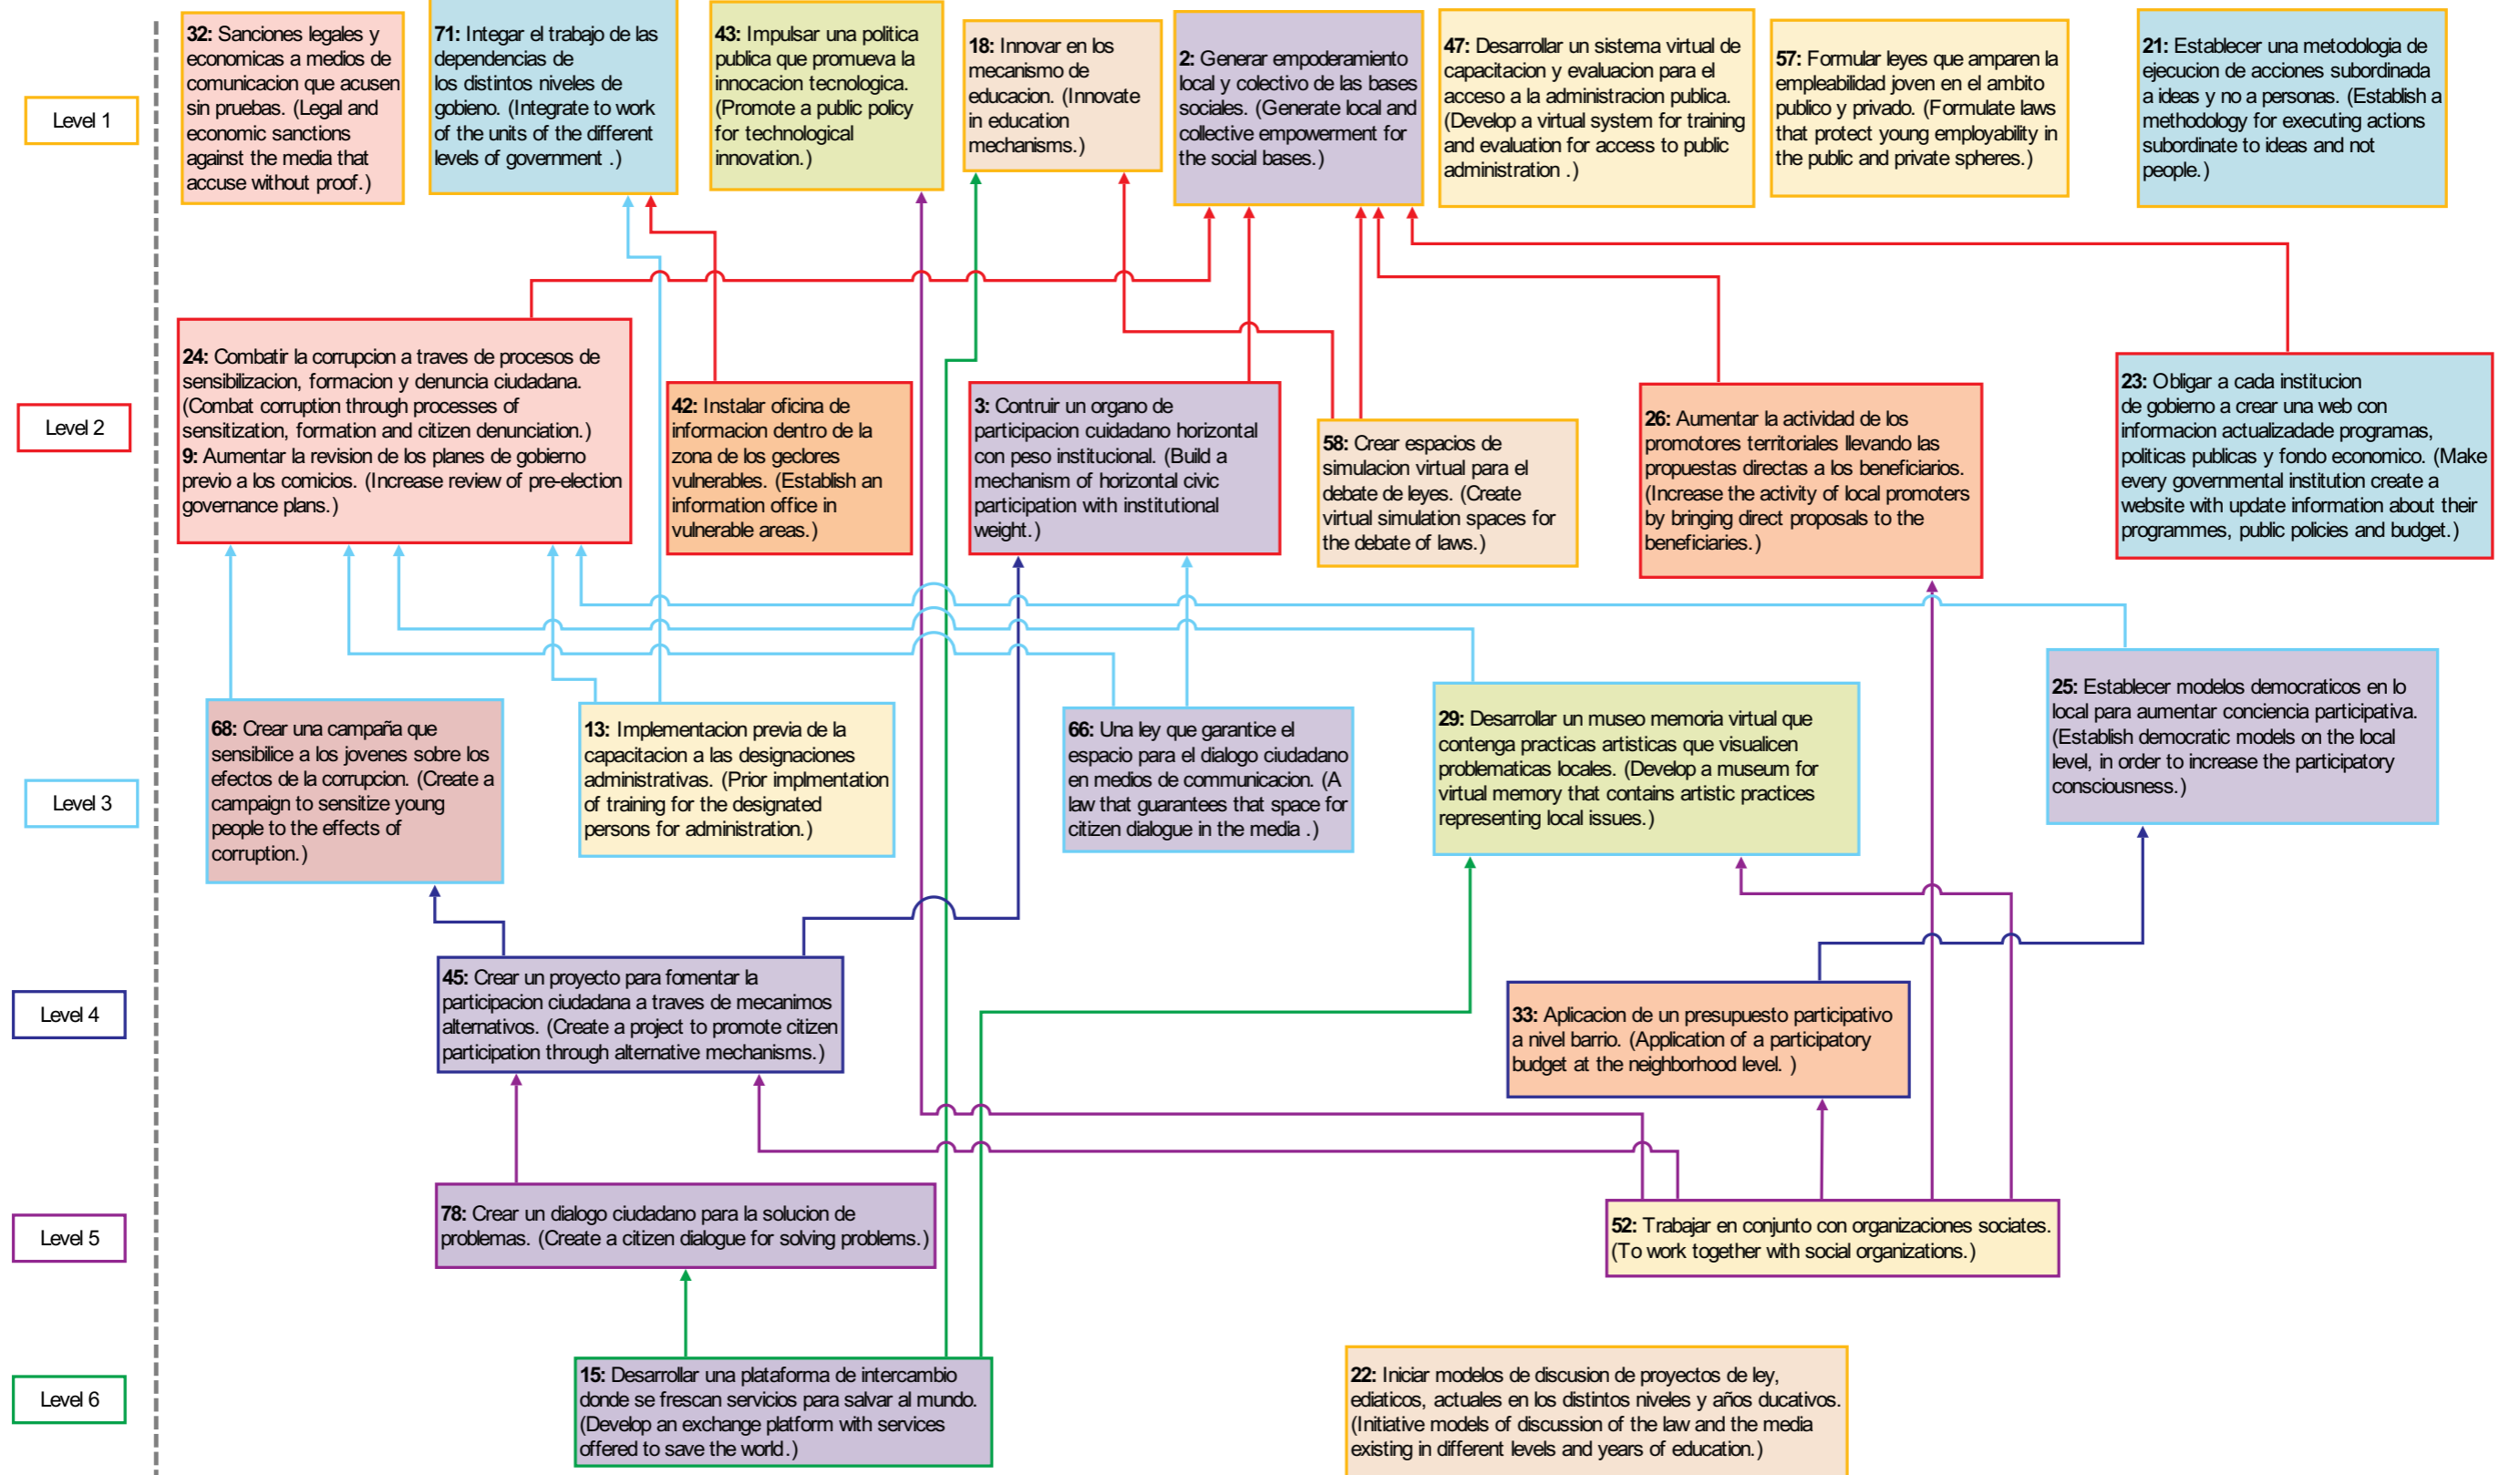 Level 1
32: Sanciones legales y
economicas a medios de
comunicacion que acusen
sin pruebas. (Legal and
economic sanctions
against the media that
accuse without proof.)
71: Integar el trabajo de las
dependencias de
los distintos niveles de
gobieno. (Integrate to work
of the units of the different
levels of government .)
43: Impulsar una politica
publica que promueva la
innocacion tecnologica.
(Promote a public policy
for technological
innovation.)
18: Innovar en los
mecanismo de
educacion. (Innovate
in education
mechanisms.)
2: Generar empoderamiento
local y colectivo de las bases
sociales. (Generate local and
collective empowerment for
the social bases.)
47: Desarrollar un sistema virtual de
capacitacion y evaluacion para el
acceso a la administracion publica.
(Develop a virtual system for training
and evaluation for access to public
administration .)
57: Formular leyes que amparen la
empleabilidad joven en el ambito
publico y privado. (Formulate laws
that protect young employability in
the public and private spheres.)
21: Establecer una metodologia de
ejecucion de acciones subordinada
a ideas y no a personas. (Establish a
methodology for executing actions
subordinate to ideas and not
people.)
Level 2
24: Combatir la corrupcion a traves de procesos de
sensibilizacion, formacion y denuncia ciudadana.
(Combat corruption through processes of
sensitization, formation and citizen denunciation.)
9: Aumentar la revision de los planes de gobierno
previo a los comicios. (Increase review of pre-election
governance plans.)
42: Instalar oficina de
informacion dentro de la
zona de los geclores
vulnerables. (Establish an
information office in
vulnerable areas.)
3: Contruir un organo de
participacion cuidadano horizontal
con peso institucional. (Build a
mechanism of horizontal civic
participation with institutional
weight.)
58: Crear espacios de
simulacion virtual para el
debate de leyes. (Create
virtual simulation spaces for
the debate of laws.)
26: Aumentar la actividad de los
promotores territoriales llevando las
propuestas directas a los beneficiarios.
(Increase the activity of local promoters
by bringing direct proposals to the
beneficiaries.)
23: Obligar a cada institucion
de gobierno a crear una web con
informacion actualizadade programas,
politicas publicas y fondo economico. (Make
every governmental institution create a
website with update information about their
programmes, public policies and budget.)
Level 3
68: Crear una campaña que
sensibilice a los jovenes sobre los
efectos de la corrupcion. (Create a
campaign to sensitize young
people to the effects of
corruption.)
13: Implementacion previa de la
capacitacion a las designaciones
administrativas. (Prior implmentation
of training for the designated
persons for administration.)
66: Una ley que garantice el
espacio para el dialogo ciudadano
en medios de communicacion. (A
law that guarantees that space for
citizen dialogue in the media .)
29: Desarrollar un museo memoria virtual que
contenga practicas artisticas que visualicen
problematicas locales. (Develop a museum for
virtual memory that contains artistic practices
representing local issues.)
25: Establecer modelos democraticos en lo
local para aumentar conciencia participativa.
(Establish democratic models on the local
level, in order to increase the participatory
consciousness.)
Level 4
45: Crear un proyecto para fomentar la
participacion ciudadana a traves de mecanimos
alternativos. (Create a project to promote citizen
participation through alternative mechanisms.)
33: Aplicacion de un presupuesto participativo
a nivel barrio. (Application of a participatory
budget at the neighborhood level. )
Level 5
78: Crear un dialogo ciudadano para la solucion de
problemas. (Create a citizen dialogue for solving problems.)
52: Trabajar en conjunto con organizaciones sociates.
(To work together with social organizations.)
Level 6
15: Desarrollar una plataforma de intercambio
donde se frescan servicios para salvar al mundo.
(Develop an exchange platform with services
offered to save the world.)
22: Iniciar modelos de discusion de proyectos de ley,
ediaticos, actuales en los distintos niveles y años ducativos.
(Initiative models of discussion of the law and the media
existing in different levels and years of education.)